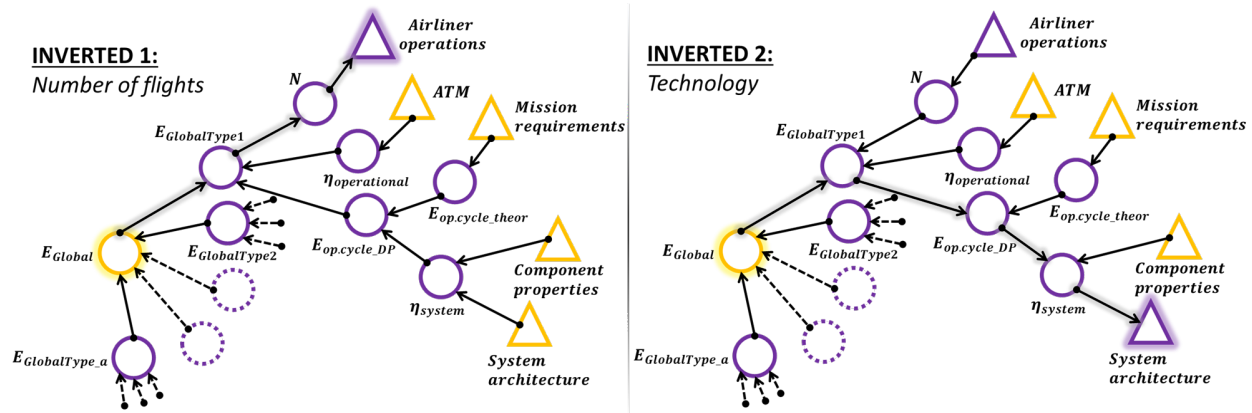 INVERTED 1:
Number of flights
Airliner
operations
N
ATM
Mission
requirements
E_GlobalType1
η_operational
E_op.cycle_theor
E_Global
E_GlobalType2
E_op.cycle_DP
Component
properties
η_system
E_GlobalType_a
System
architecture
INVERTED 2:
Technology
Airliner
operations
N
ATM
Mission
requirements
E_GlobalType1
η_operational
E_op.cycle_theor
E_Global
E_GlobalType2
E_op.cycle_DP
Component
properties
η_system
E_GlobalType_a
System
architecture